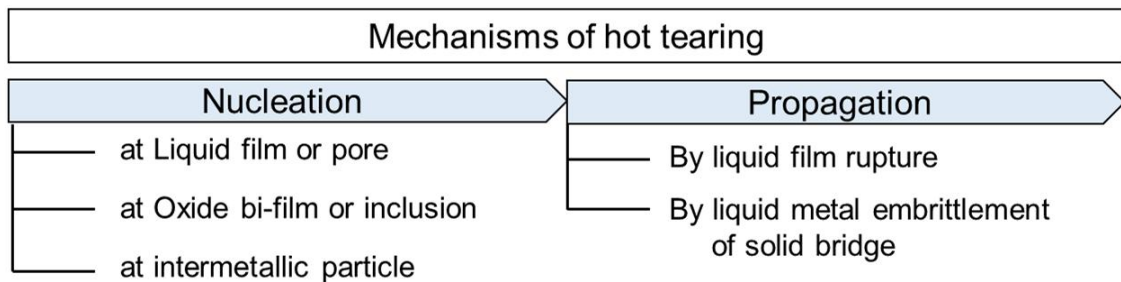 Mechanisms of hot tearing
Nucleation
at Liquid film or pore
at Oxide bi-film or inclusion
at intermetallic particle
Propagation
By liquid film rupture
By liquid metal embrittlement
of solid bridge